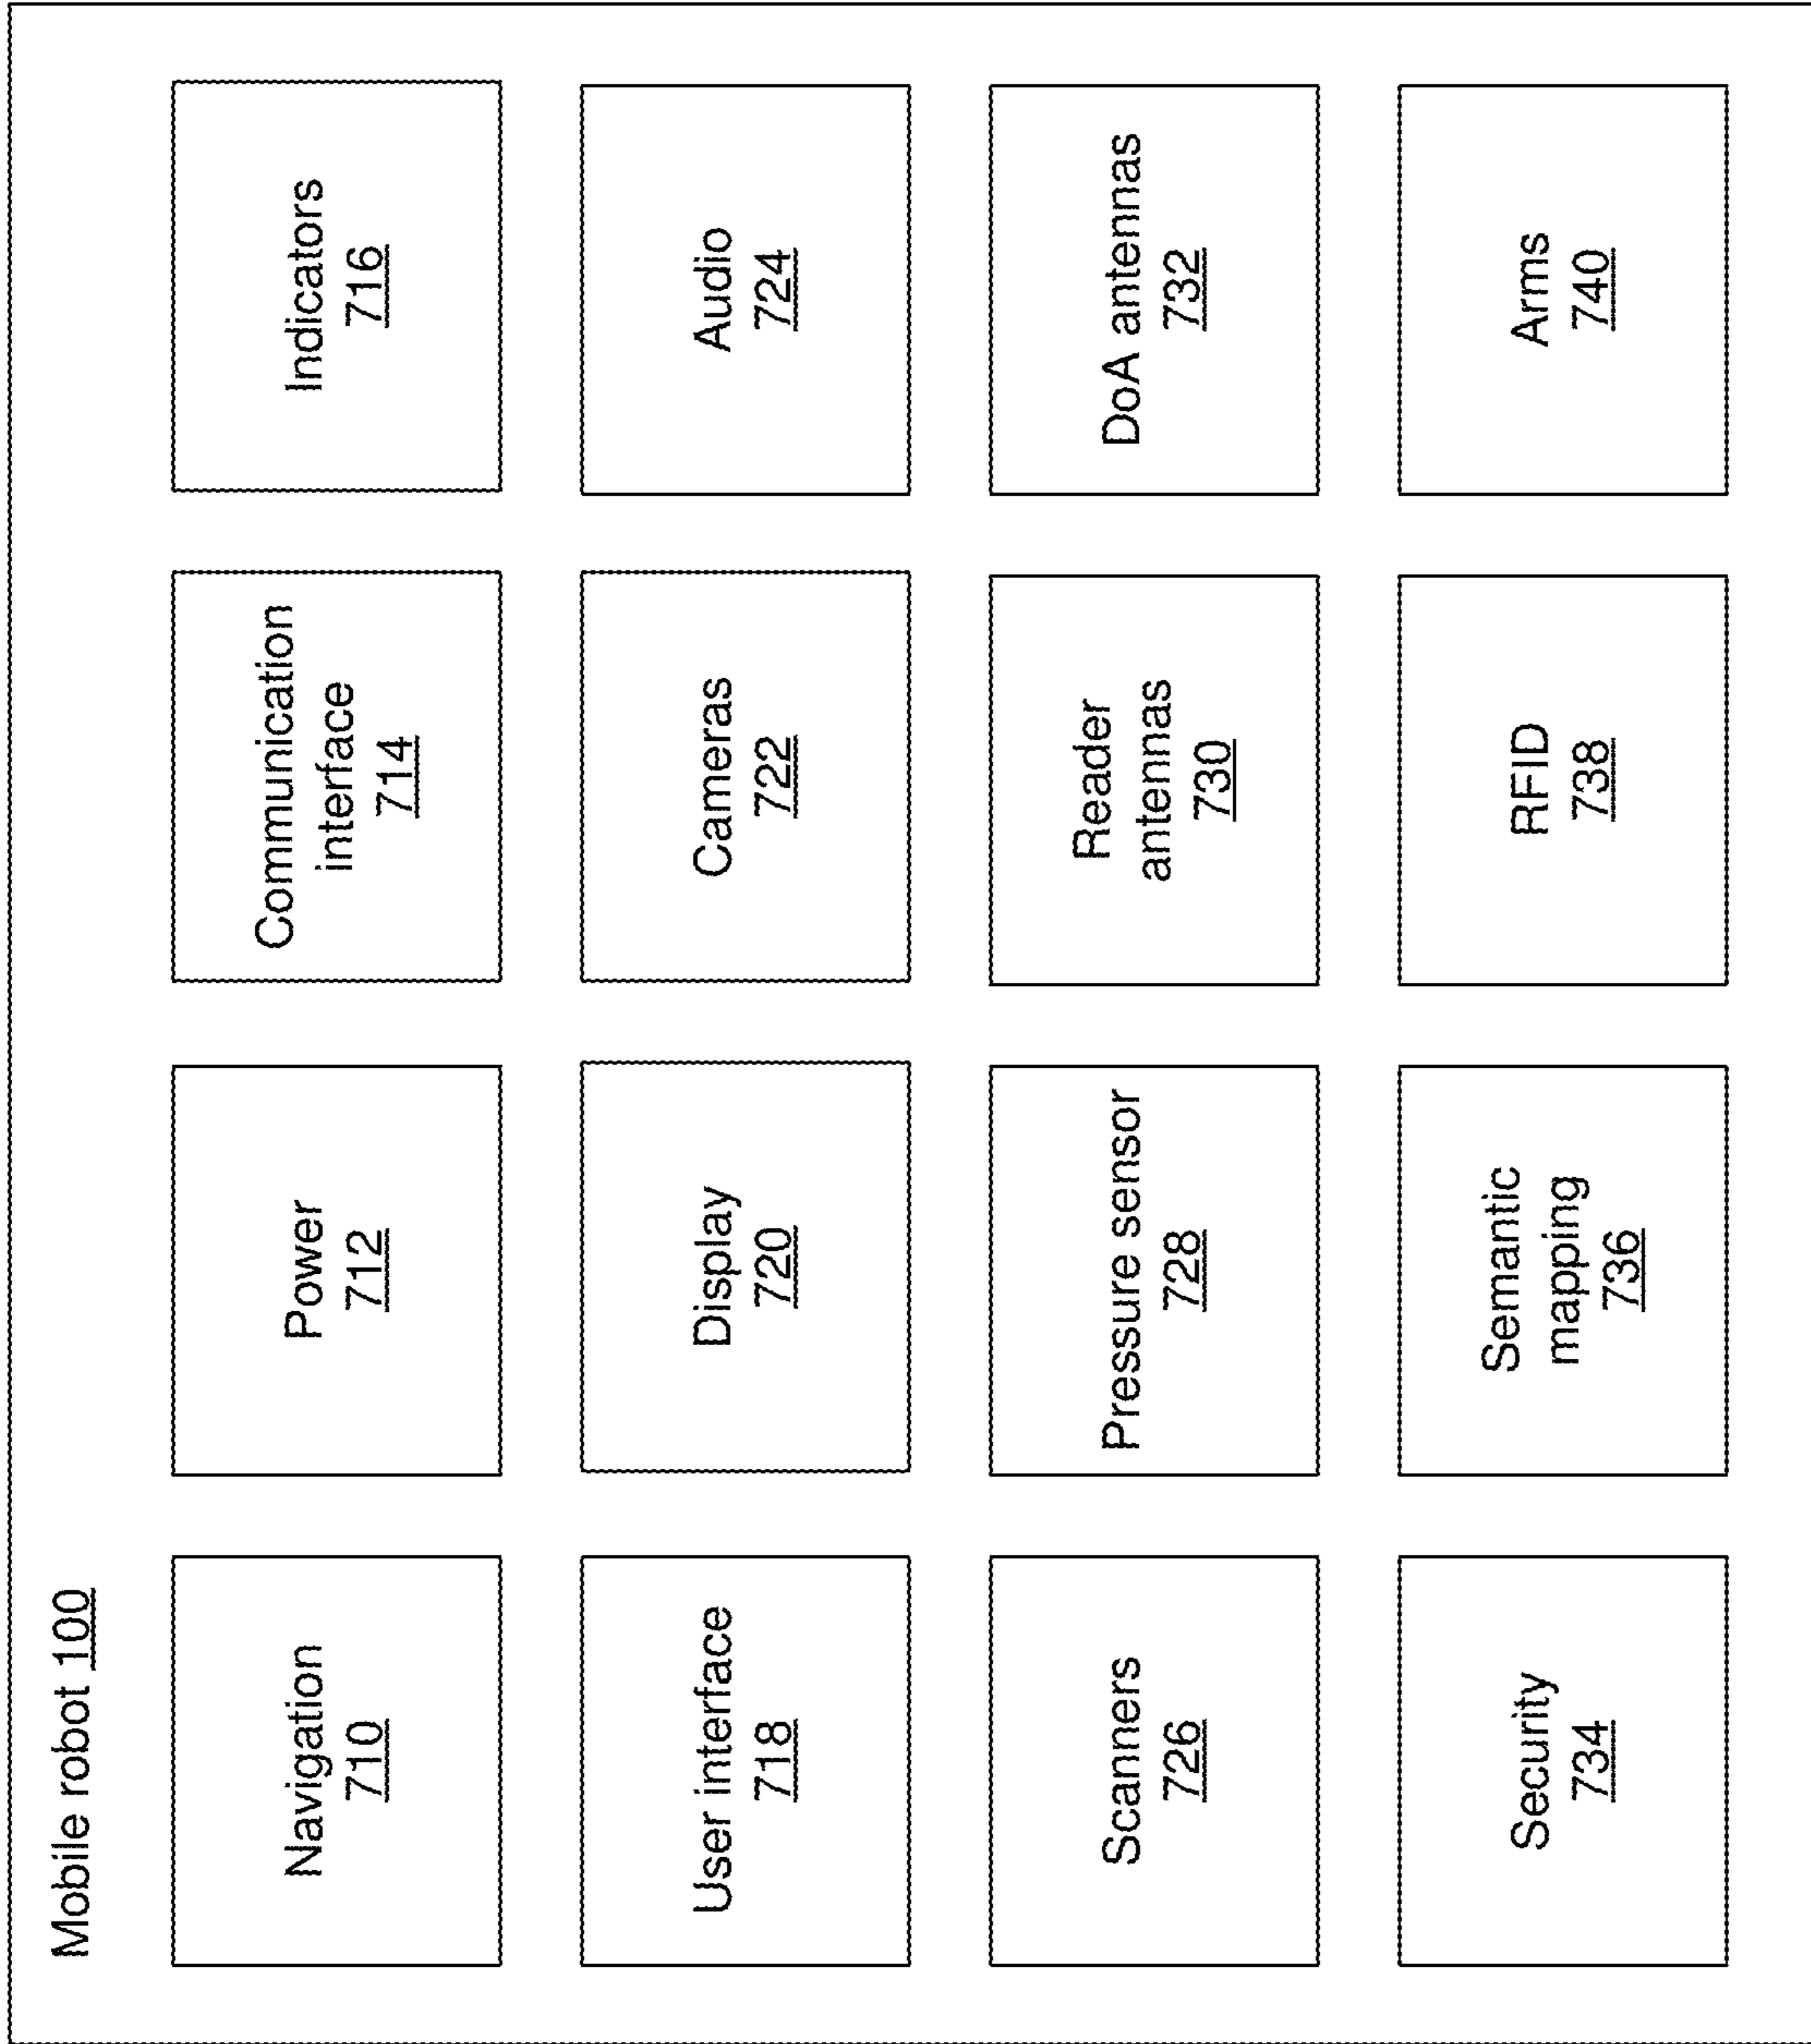 Mobile robot 100
Navigation
710
Power
712
Communication
interface
714
Indicators
716
User interface
718
Display
720
Cameras
722
Audio
724
Scanners
726
Pressure sensor
728
Reader
antennas
730
DoA antennas
732
Security
734
Semantic
mapping
736
RFID
738
Arms
740